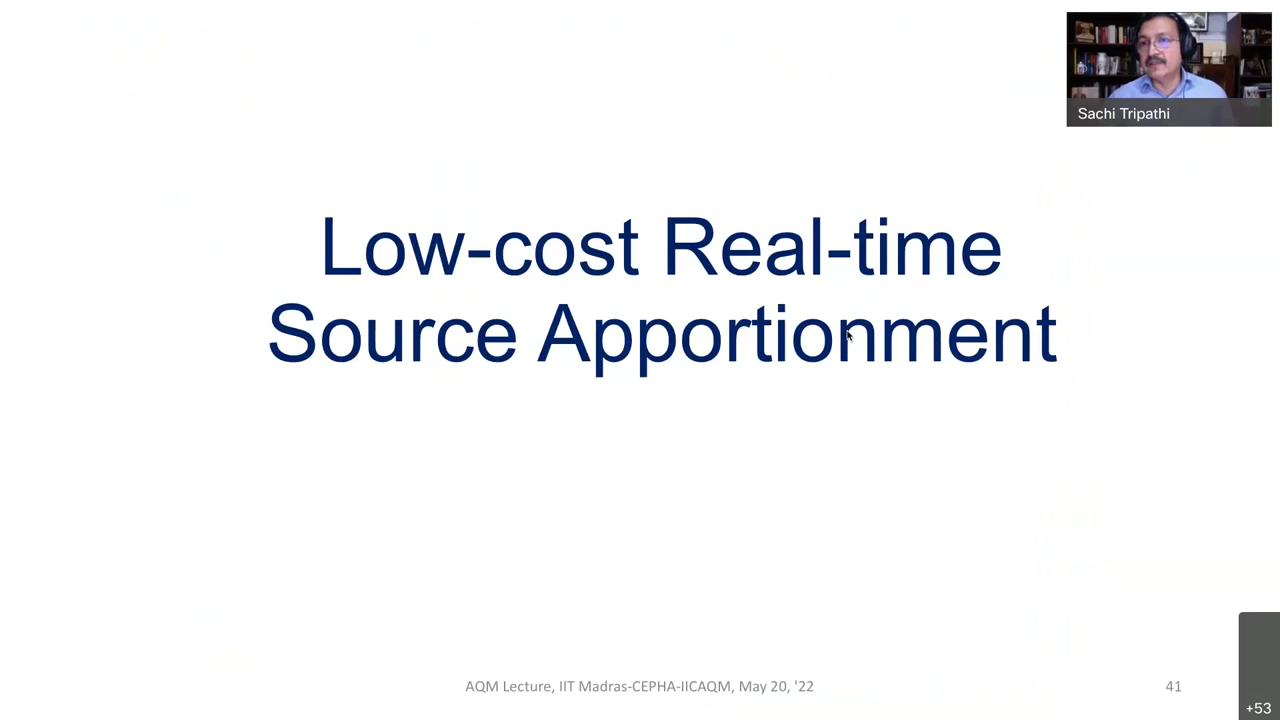 Sachi Tripathi
Low-cost Real-time
Source Apportionment
AQM Lecture, IIT Madras-CEPHA-IICAQM, May 20, '22
41
+53